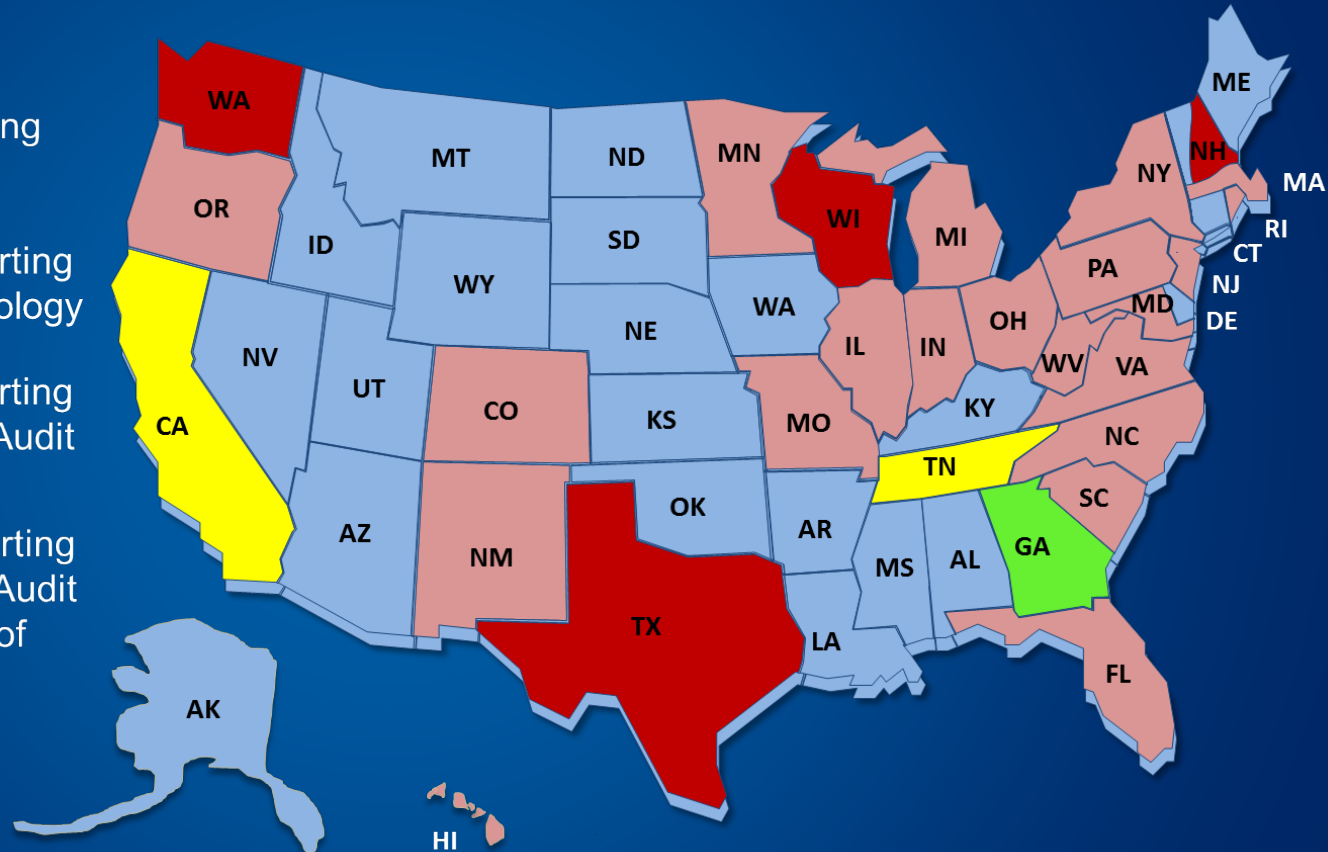 ng
rting
ology
rting
Audit
rting
Audit
of
WA
OR
CA
ID
NV
MT
WY
UT
AZ
CO
NM
ND
SD
NE
KS
OK
TX
MN
WA
MO
AR
LA
WI
IL
MI
IN
OH
KY
TN
MS
AL
GA
FL
SC
NC
VA
WV
MD
PA
NY
NH
ME
MA
RI
CT
NJ
DE
AK
HI